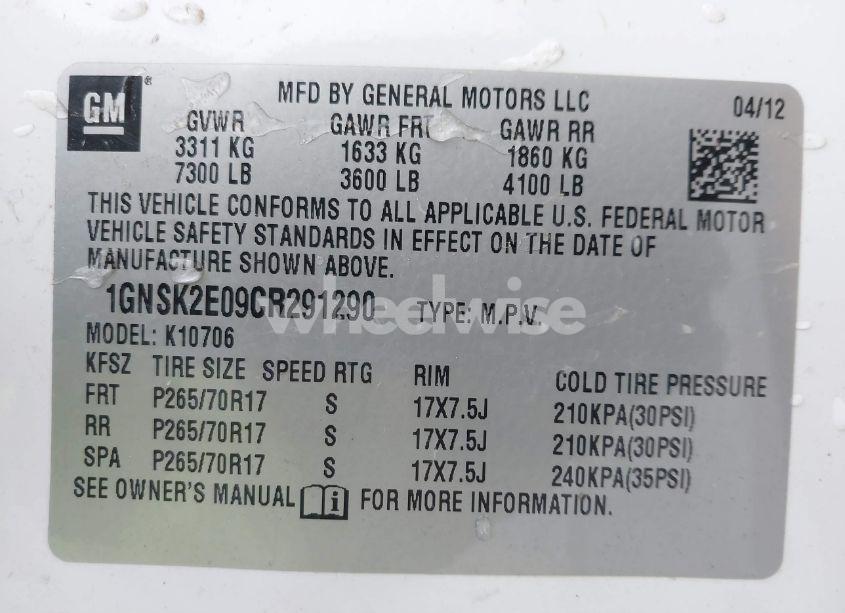 GM
MFD BY GENERAL MOTORS LLC
04/12
GVWR GAWR FRT GAWR RR
3311 KG 1633 KG 1860 KG
7300 LB 3600 LB 4100 LB
THIS VEHICLE CONFORMS TO ALL APPLICABLE U.S. FEDERAL MOTOR
VEHICLE SAFETY STANDARDS IN EFFECT ON THE DATE OF
MANUFACTURE SHOWN ABOVE.
1GNSK2E09CR291290 TYPE: M.P.V.
wheelwise
MODEL: K10706
KFSZ TIRE SIZE SPEED RTG RIM COLD TIRE PRESSURE
FRT P265/70R17 S 17X7.5J 210KPA(30PSI)
RR P265/70R17 S 17X7.5J 210KPA(30PSI)
SPA P265/70R17 S 17X7.5J 240KPA(35PSI)
SEE OWNER'S MANUAL i FOR MORE INFORMATION.